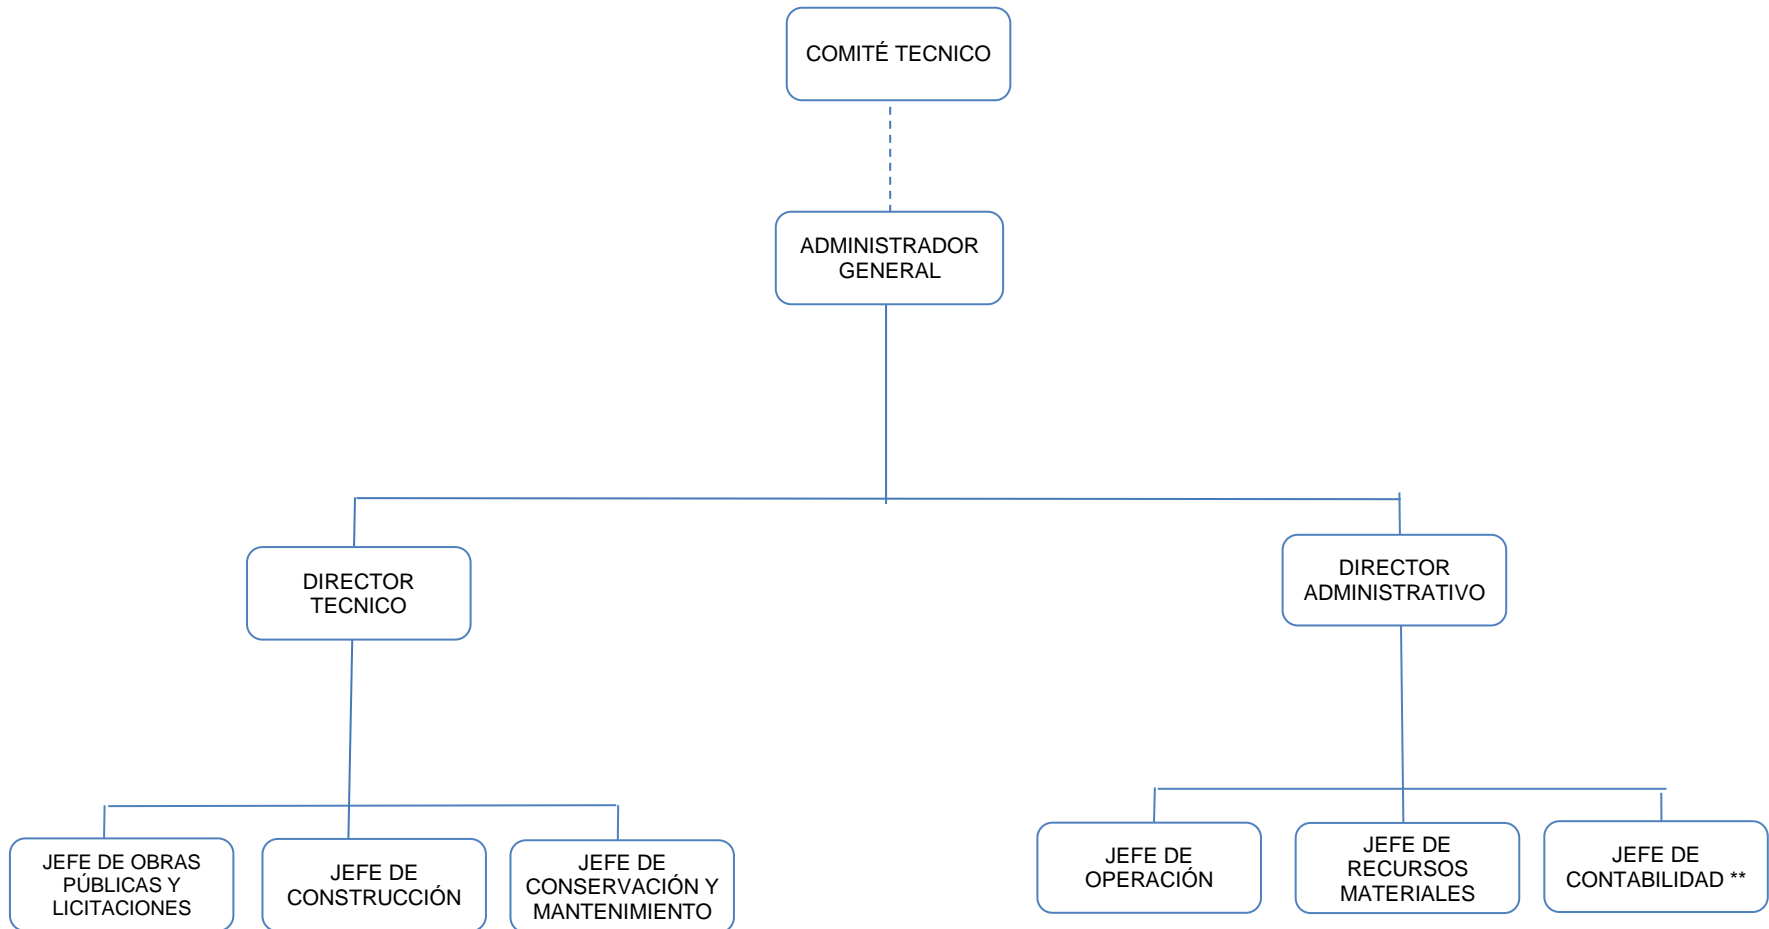 COMITÉ TECNICO
ADMINISTRADOR
GENERAL
DIRECTOR
TECNICO
DIRECTOR
ADMINISTRATIVO
JEFE DE OBRAS
PÚBLICAS Y
LICITACIONES
JEFE DE
CONSTRUCCIÓN
JEFE DE
CONSERVACIÓN Y
MANTENIMIENTO
JEFE DE
OPERACIÓN
JEFE DE
RECURSOS
MATERIALES
JEFE DE
CONTABILIDAD **